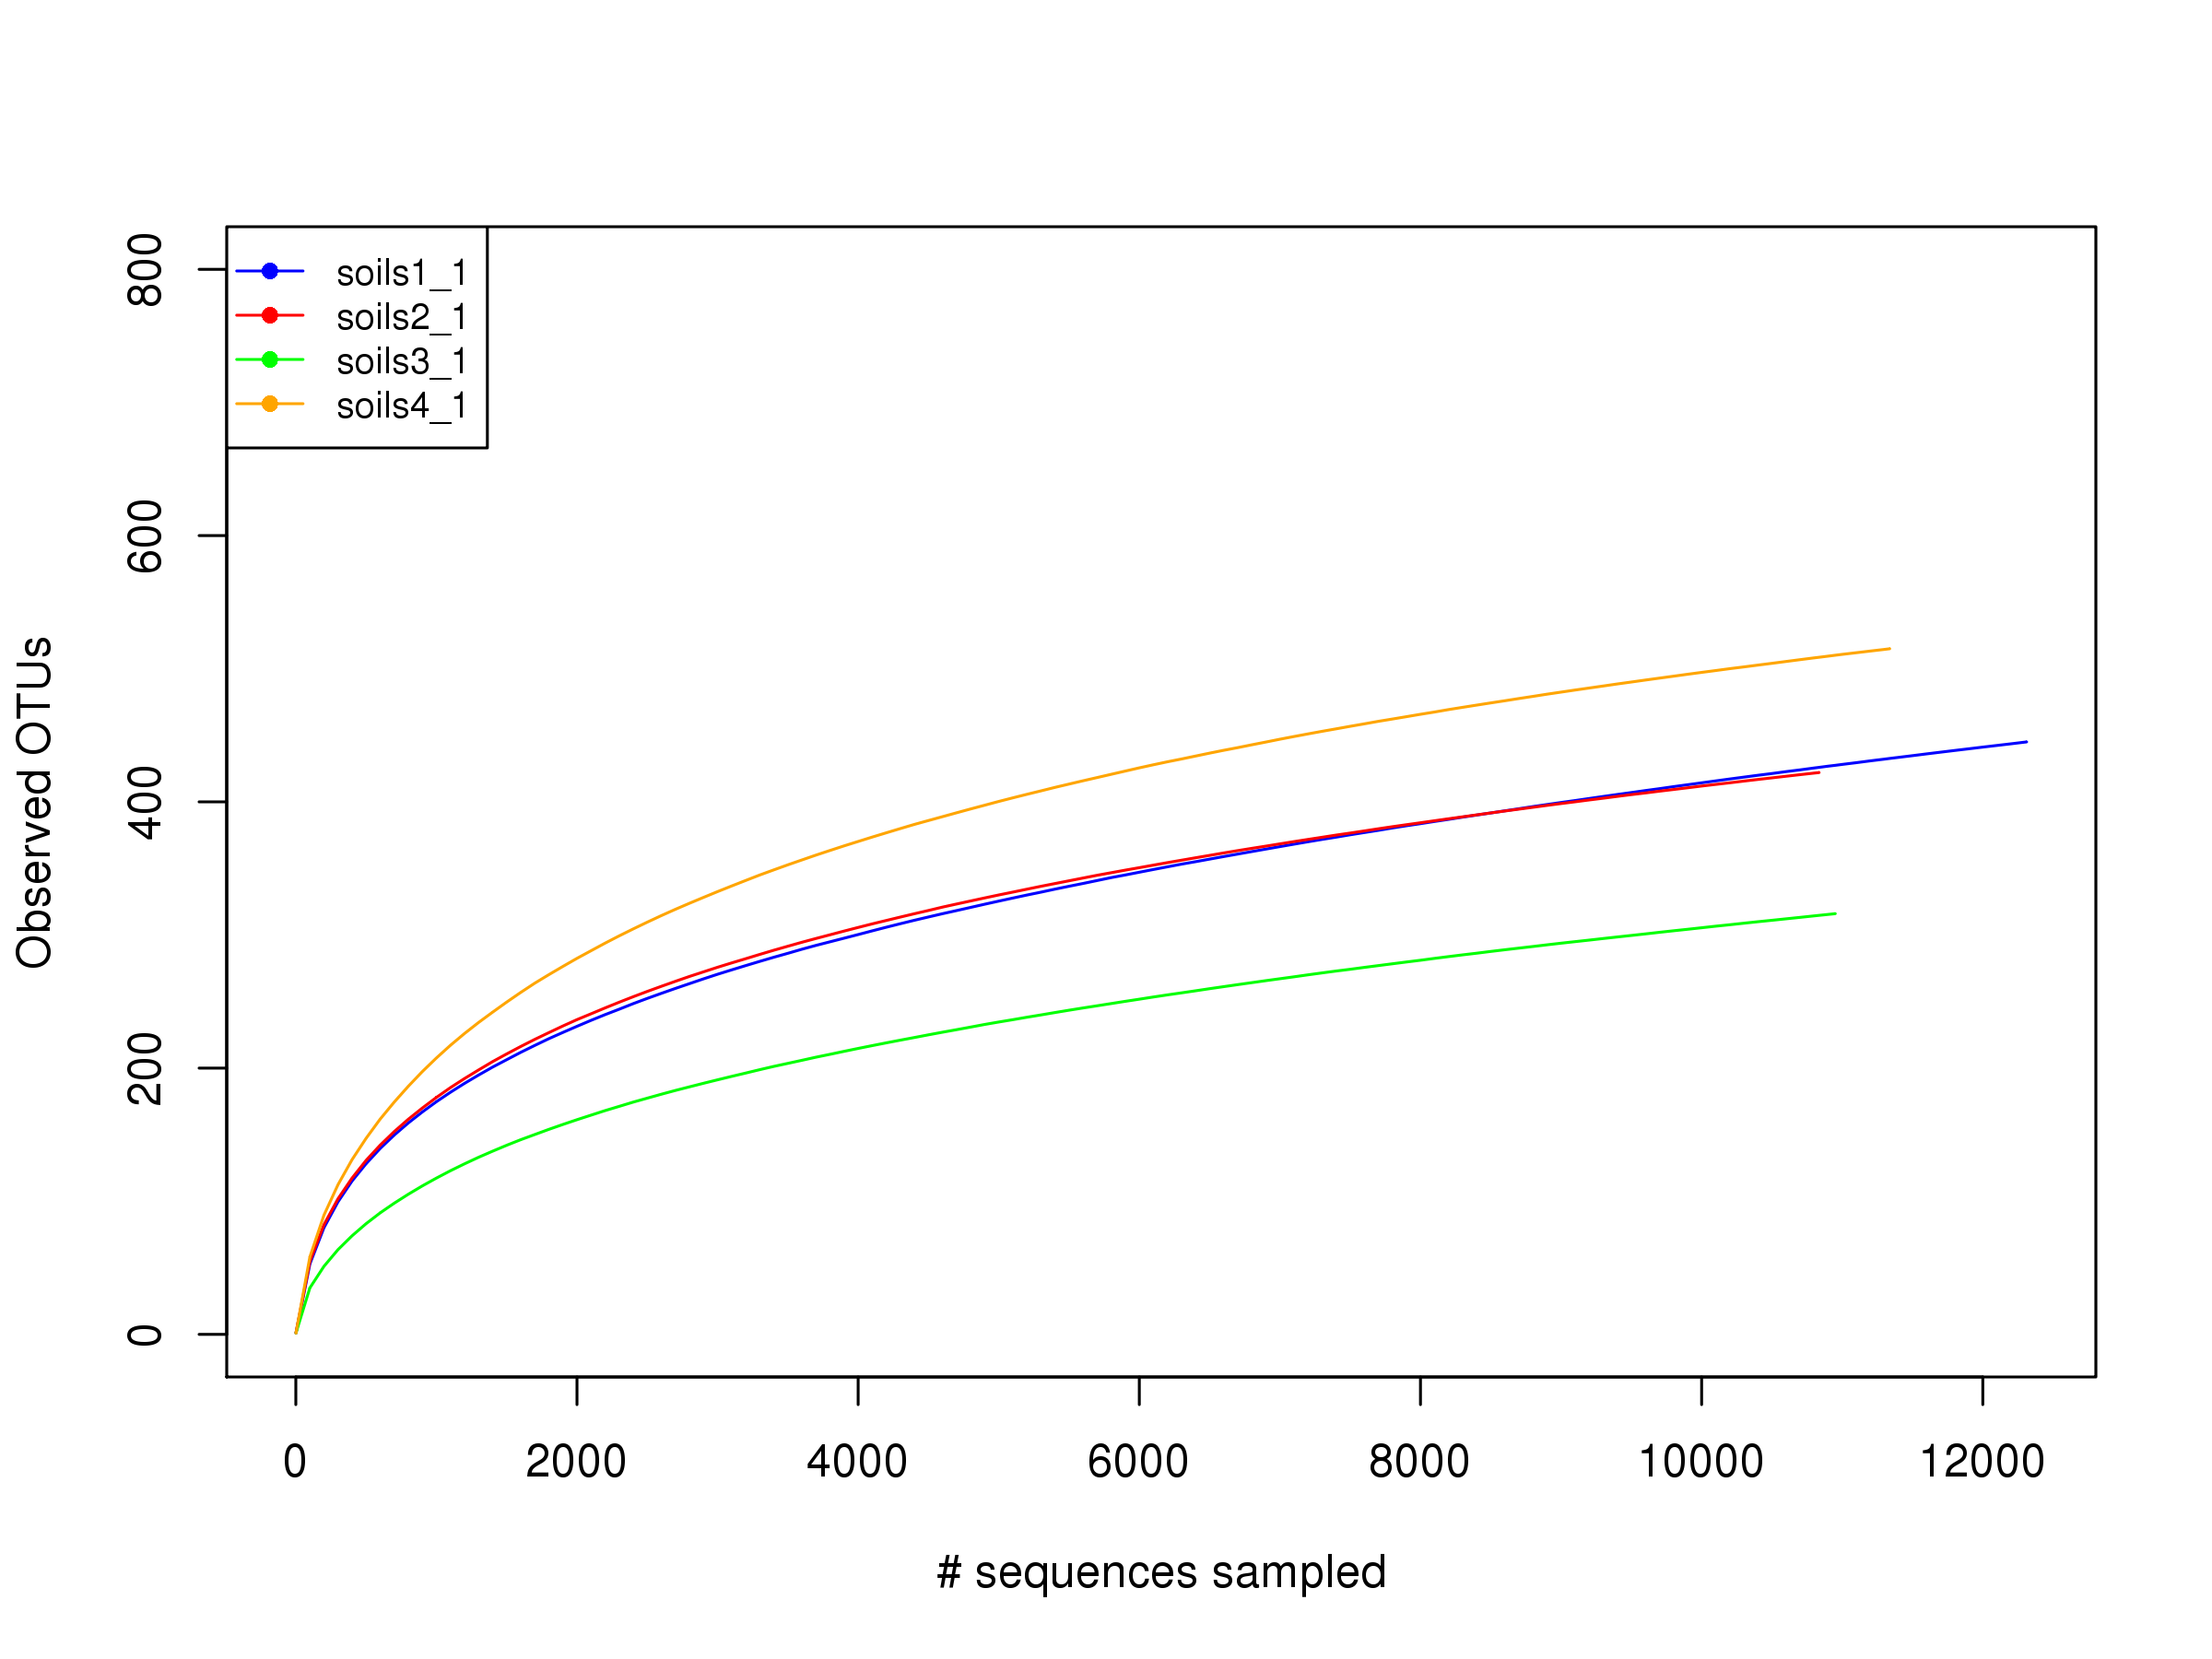 soils1_1
soils2_1
soils3_1
soils4_1
Observed OTUs
800
600
400
200
0
0 2000 4000 6000 8000 10000 12000
# sequences sampled